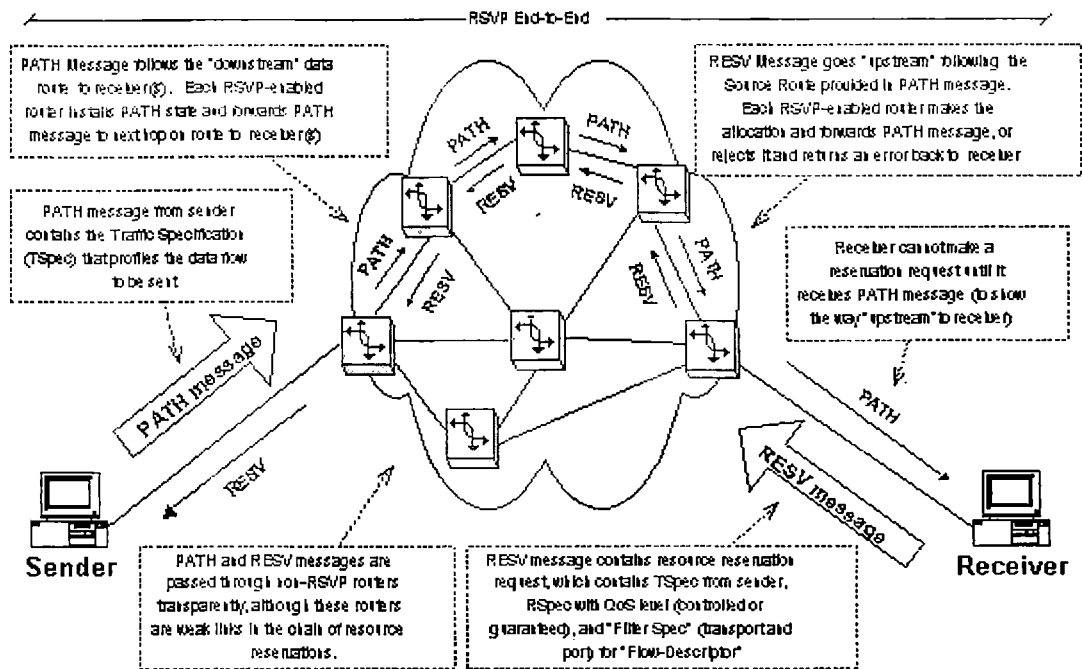 RSVP End-to-End
PATH Message follows the "downstream" data
route to receiver(s). Each RSVP-enabled
router installs PATH state and forwards PATH
message to next hop on route to receiver(s)
RESV Message goes "upstream" following the
Source Route provided in PATH message.
Each RSVP-enabled router makes the
allocation and forwards PATH message, or
rejects it and returns an error back to receiver
PATH message from sender
contains the Traffic Specification
(TSpec) that profiles the data flow
to be sent
Receiver cannot make a
reservation request until it
receives PATH message (to show
the way "upstream" to receiver)
PATH
PATH
RESV
RESV
PATH
RESV
RESV
PATH
PATH message
RESV
PATH
RESV message
Sender
Receiver
PATH and RESV messages are
passed through non-RSVP routers
transparently, although these routers
are weak links in the chain of resource
reservations.
RESV message contains resource reservation
request, which contains TSpec from sender,
RSpec with QoS level (controlled or
guaranteed), and "Filter Spec" (transport and
port) for "Flow-Descriptor"